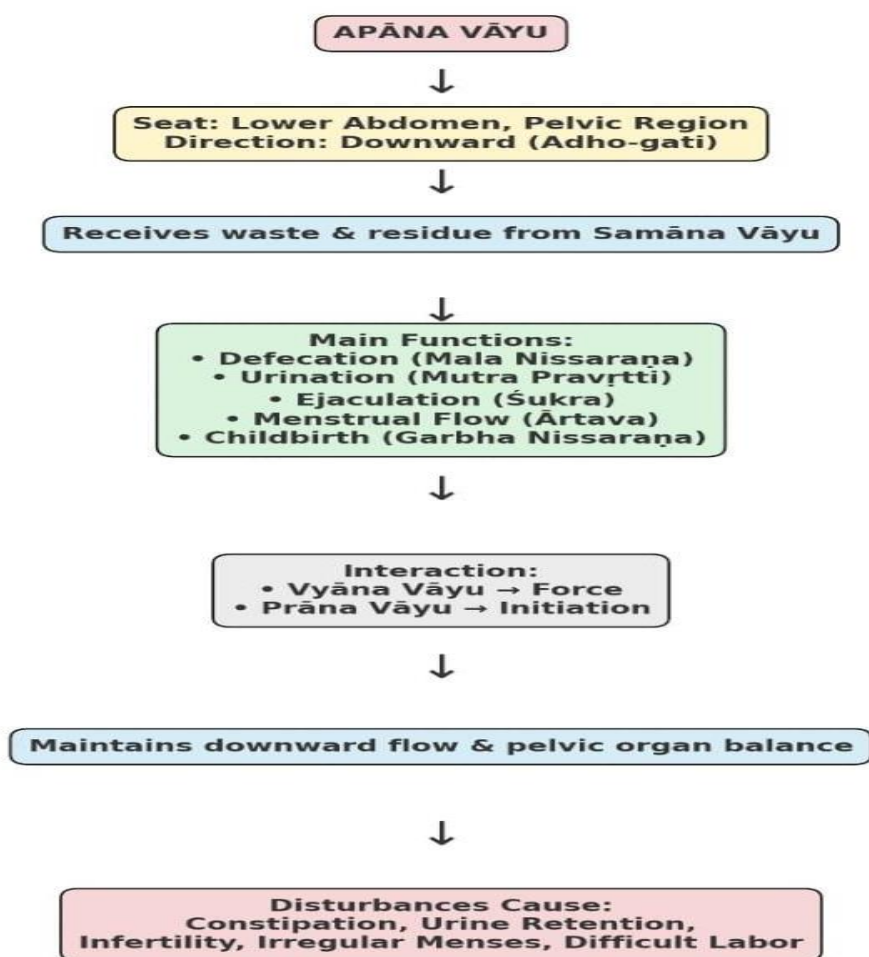 APĀNA VĀYU
↓
Seat: Lower Abdomen, Pelvic Region
Direction: Downward (Adho-gati)
↓
Receives waste & residue from Samāna Vāyu
↓
Main Functions:
• Defecation (Mala Nissaraṇa)
• Urination (Mutra Pravṛtti)
• Ejaculation (Śukra)
• Menstrual Flow (Ārtava)
• Childbirth (Garbha Nissaraṇa)
↓
Interaction:
• Vyāna Vāyu → Force
• Prāna Vāyu → Initiation
↓
Maintains downward flow & pelvic organ balance
↓
Disturbances Cause:
Constipation, Urine Retention,
Infertility, Irregular Menses, Difficult Labor